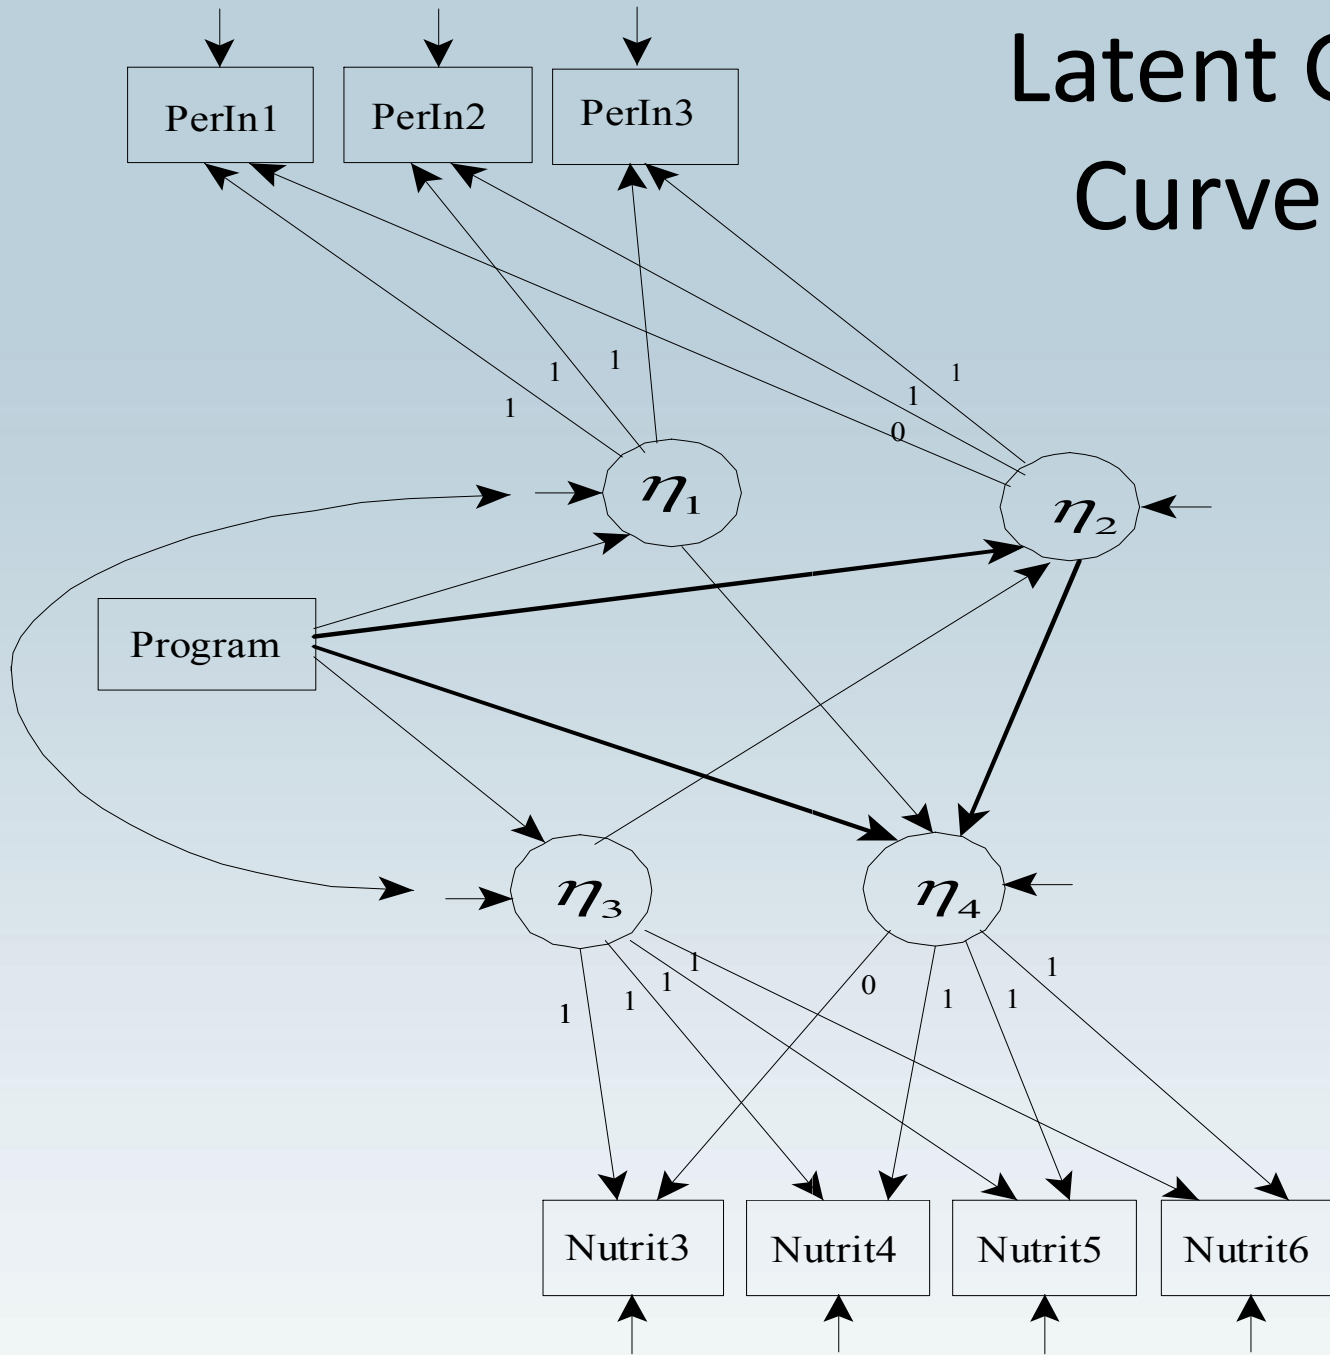 Latent
Curve
PerIn1
PerIn2
PerIn3
1
1
1
1
1
0
η1
η2
Program
η3
η4
1
1
1
1
0
1
1
1
Nutrit3
Nutrit4
Nutrit5
Nutrit6